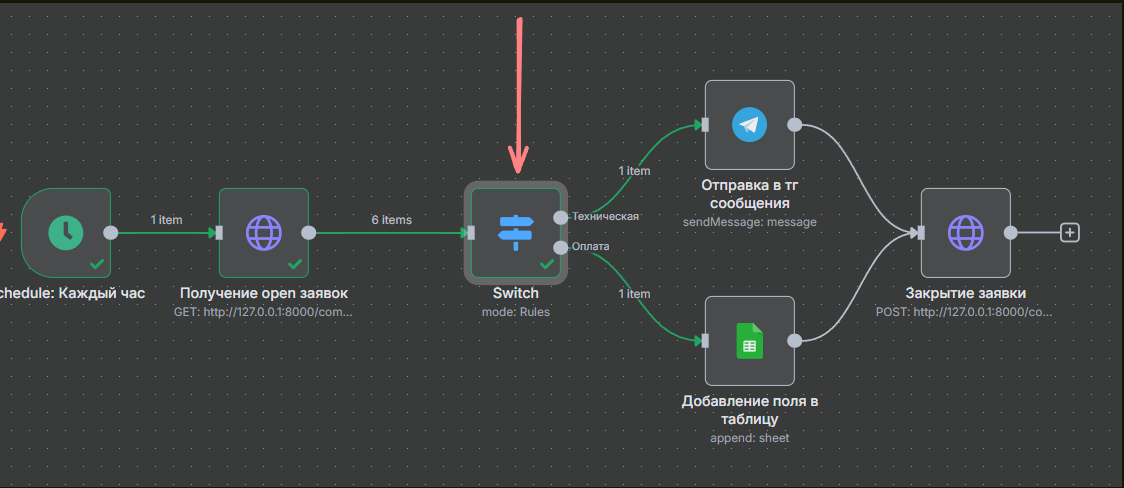 1 item
6 items
1 item
Техническая
Оплата
1 item
chedule: Каждый час
Получение open заявок
GET: http://127.0.0.1:8000/com...
Switch
mode: Rules
Отправка в тг
сообщения
sendMessage: message
Добавление поля в
таблицу
append: sheet
Закрытие заявки
POST: http://127.0.0.1:8000/co...